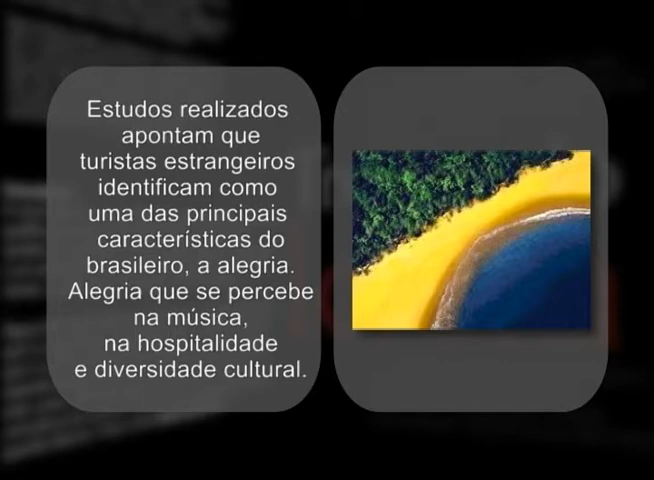 Estudos realizados
apontam que
turistas estrangeiros
identificam como
uma das principais
características do
brasileiro, a alegria.
Alegria que se percebe
na música,
na hospitalidade
e diversidade cultural.